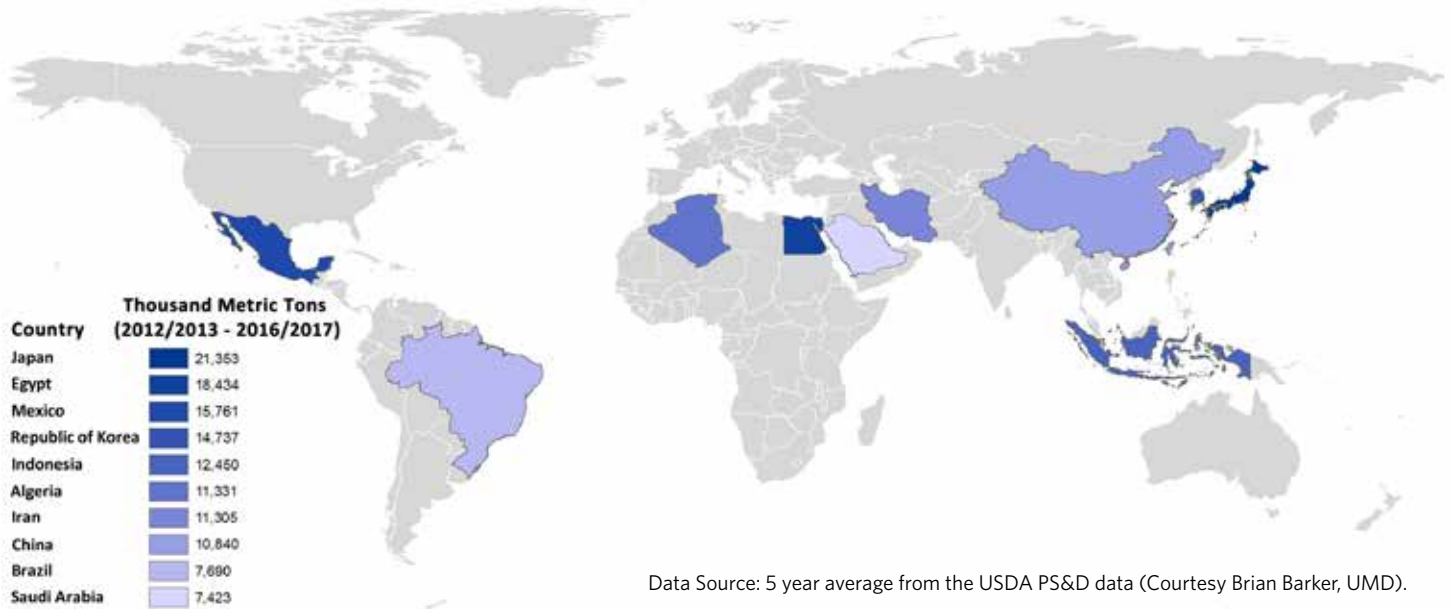 Thousand Metric Tons
Country (2012/2013 - 2016/2017)
Japan 21,353
Egypt 18,434
Mexico 15,761
Republic of Korea 14,737
Indonesia 12,450
Algeria 11,331
Iran 11,305
China 10,840
Brazil 7,690
Saudi Arabia 7,423
Data Source: 5 year average from the USDA PS&D data (Courtesy Brian Barker, UMD).